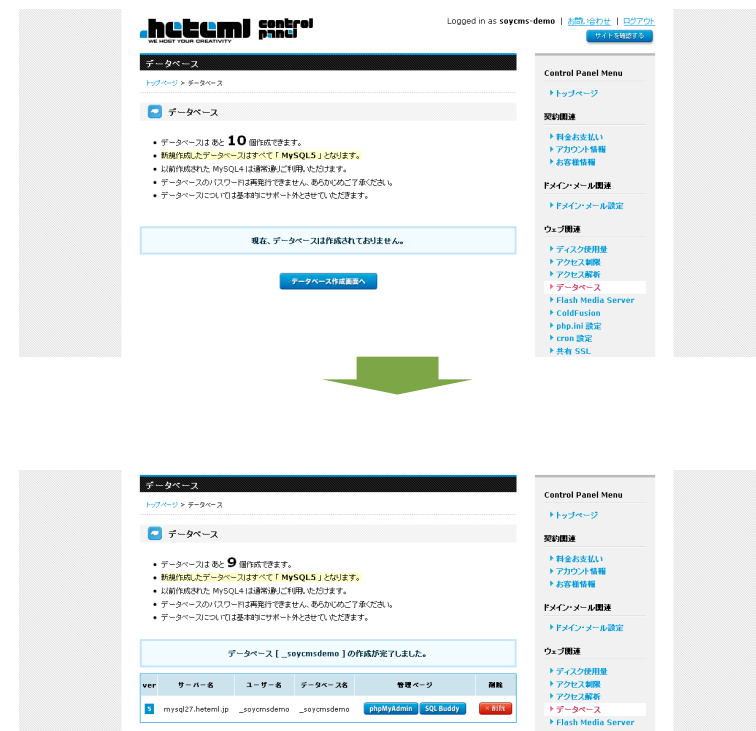 .heteml control panel
WE HOST YOUR CREATIVITY
Logged in as soycms-demo | お問い合わせ | ログアウト
サイトを確認する
データベース
トップページ > データベース
データベース
データベースは あと 10 個作成できます。
新規作成したデータベースはすべて「 MySQL5 」となります。
以前作成された MySQL4 は通常通りご利用いただけます。
データベースのパスワードは再発行できません、あらかじめご了承ください。
データベースについては基本的にサポート外とさせていただきます。
現在、データベースは作成されておりません。
データベース作成画面へ
Control Panel Menu
トップページ
契約関連
料金お支払い
アカウント情報
お客様情報
ドメイン・メール関連
ドメイン・メール設定
ウェブ関連
ディスク使用量
アクセス制限
アクセス解析
データベース
Flash Media Server
ColdFusion
php.ini 設定
cron 設定
共有 SSL
データベース
トップページ > データベース
データベース
データベースは あと 9 個作成できます。
新規作成したデータベースはすべて「 MySQL5 」となります。
以前作成された MySQL4 は通常通りご利用いただけます。
データベースのパスワードは再発行できません、あらかじめご了承ください。
データベースについては基本的にサポート外とさせていただきます。
データベース [ _soycmsdemo ] の作成が完了しました。
ver サーバー名 ユーザー名 データベース名 管理ページ 削除
5 mysql27.heteml.jp _soycmsdemo _soycmsdemo phpMyAdmin SQL Buddy ×削除
Control Panel Menu
トップページ
契約関連
料金お支払い
アカウント情報
お客様情報
ドメイン・メール関連
ドメイン・メール設定
ウェブ関連
ディスク使用量
アクセス制限
アクセス解析
データベース
Flash Media Server